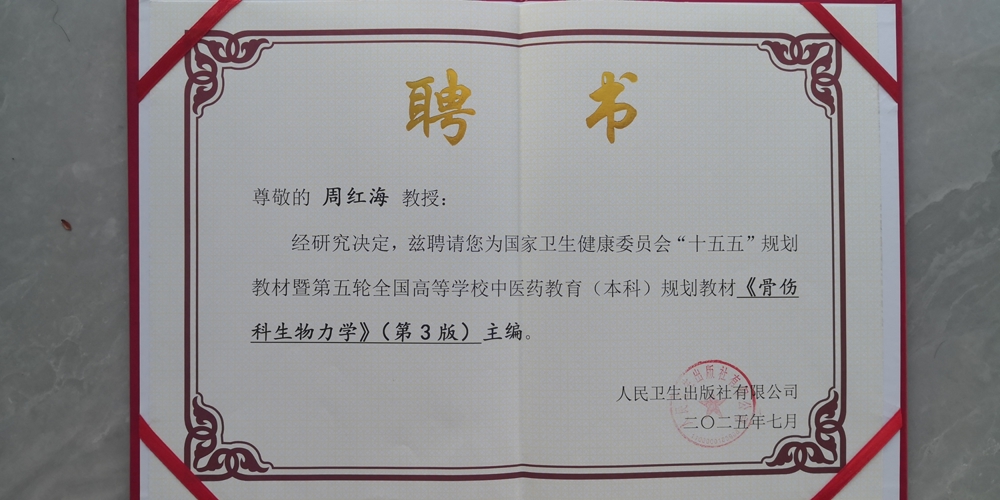 聘书
尊敬的 周红海 教授：
经研究决定，兹聘请您为国家卫生健康委员会“十五五”规划
教材暨第五轮全国高等学校中医药教育（本科）规划教材《骨伤
科生物力学》（第3版）主编。
人民卫生出版社有限公司
二〇二五年七月